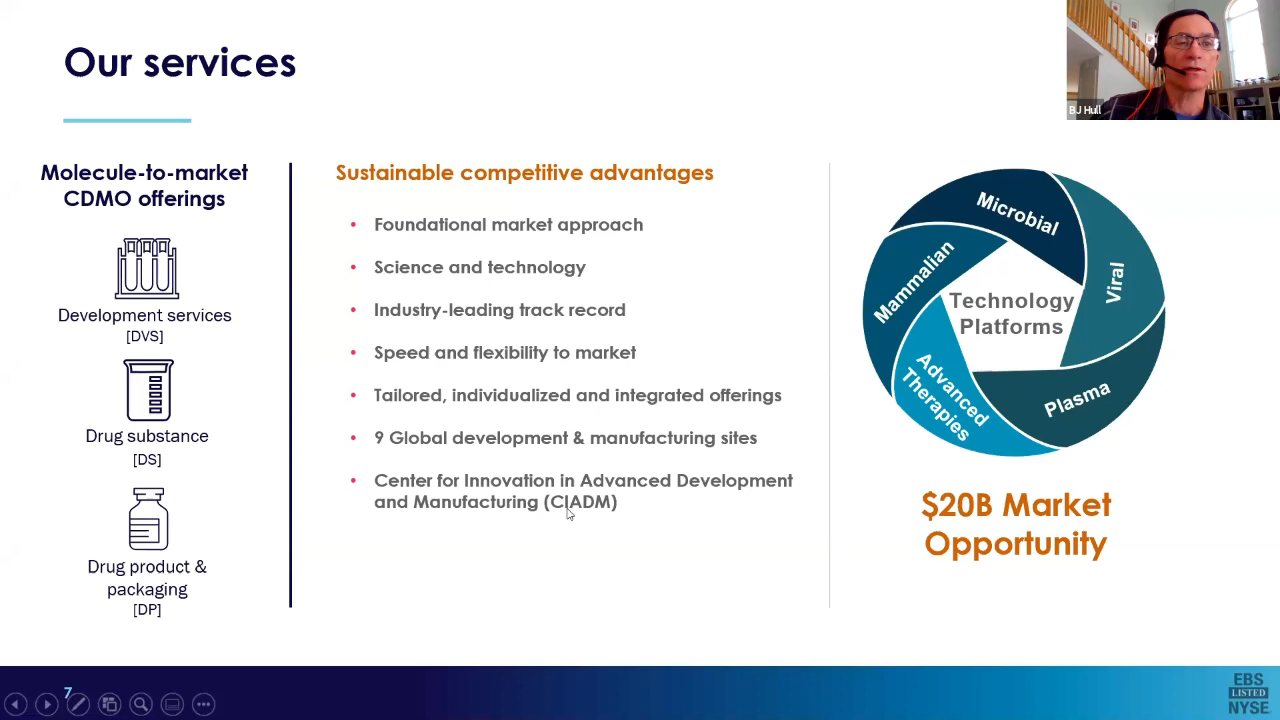 Our services
BJ Hull
Molecule-to-market
CDMO offerings
Development services
[DVS]
Drug substance
[DS]
Drug product &
packaging
[DP]
Sustainable competitive advantages
• Foundational market approach
• Science and technology
• Industry-leading track record
• Speed and flexibility to market
• Tailored, individualized and integrated offerings
• 9 Global development & manufacturing sites
• Center for Innovation in Advanced Development
and Manufacturing (CIADM)
Microbial
Viral
Plasma
Advanced
Therapies
Mammalian
Technology
Platforms
$20B Market
Opportunity
7
EBS
LISTED
NYSE